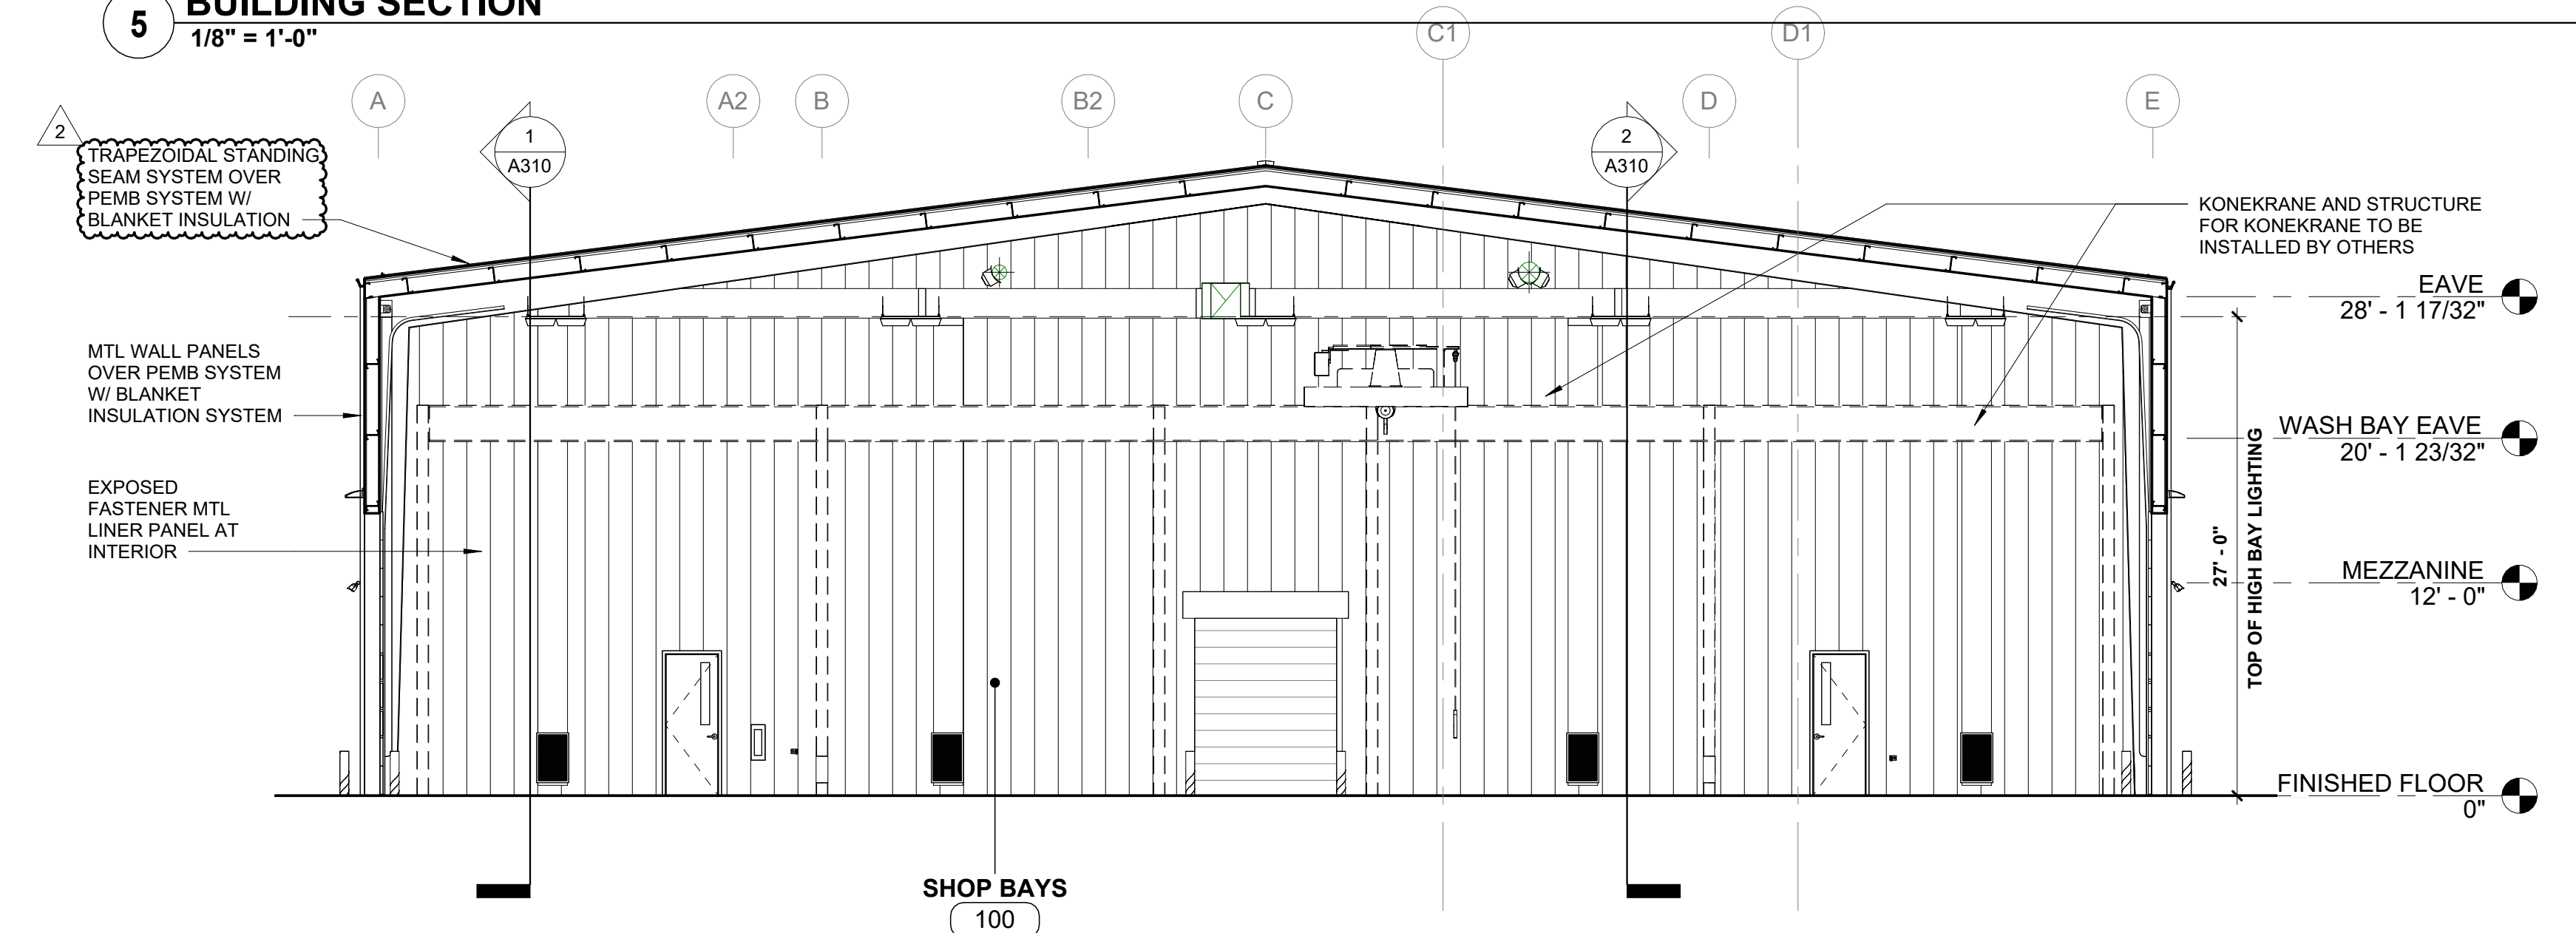 5
BUILDING SECTION
1/8" = 1'-0"
C1
D1
A
A2
B
B2
C
D
E
2
TRAPEZOIDAL STANDING
SEAM SYSTEM OVER
PEMB SYSTEM W/
BLANKET INSULATION
1
A310
2
A310
KONEKRANE AND STRUCTURE
FOR KONEKRANE TO BE
INSTALLED BY OTHERS
EAVE
28' - 1 17/32"
MTL WALL PANELS
OVER PEMB SYSTEM
W/ BLANKET
INSULATION SYSTEM
WASH BAY EAVE
20' - 1 23/32"
EXPOSED
FASTENER MTL
LINER PANEL AT
INTERIOR
27' - 0"
TOP OF HIGH BAY LIGHTING
MEZZANINE
12' - 0"
FINISHED FLOOR
0"
SHOP BAYS
100